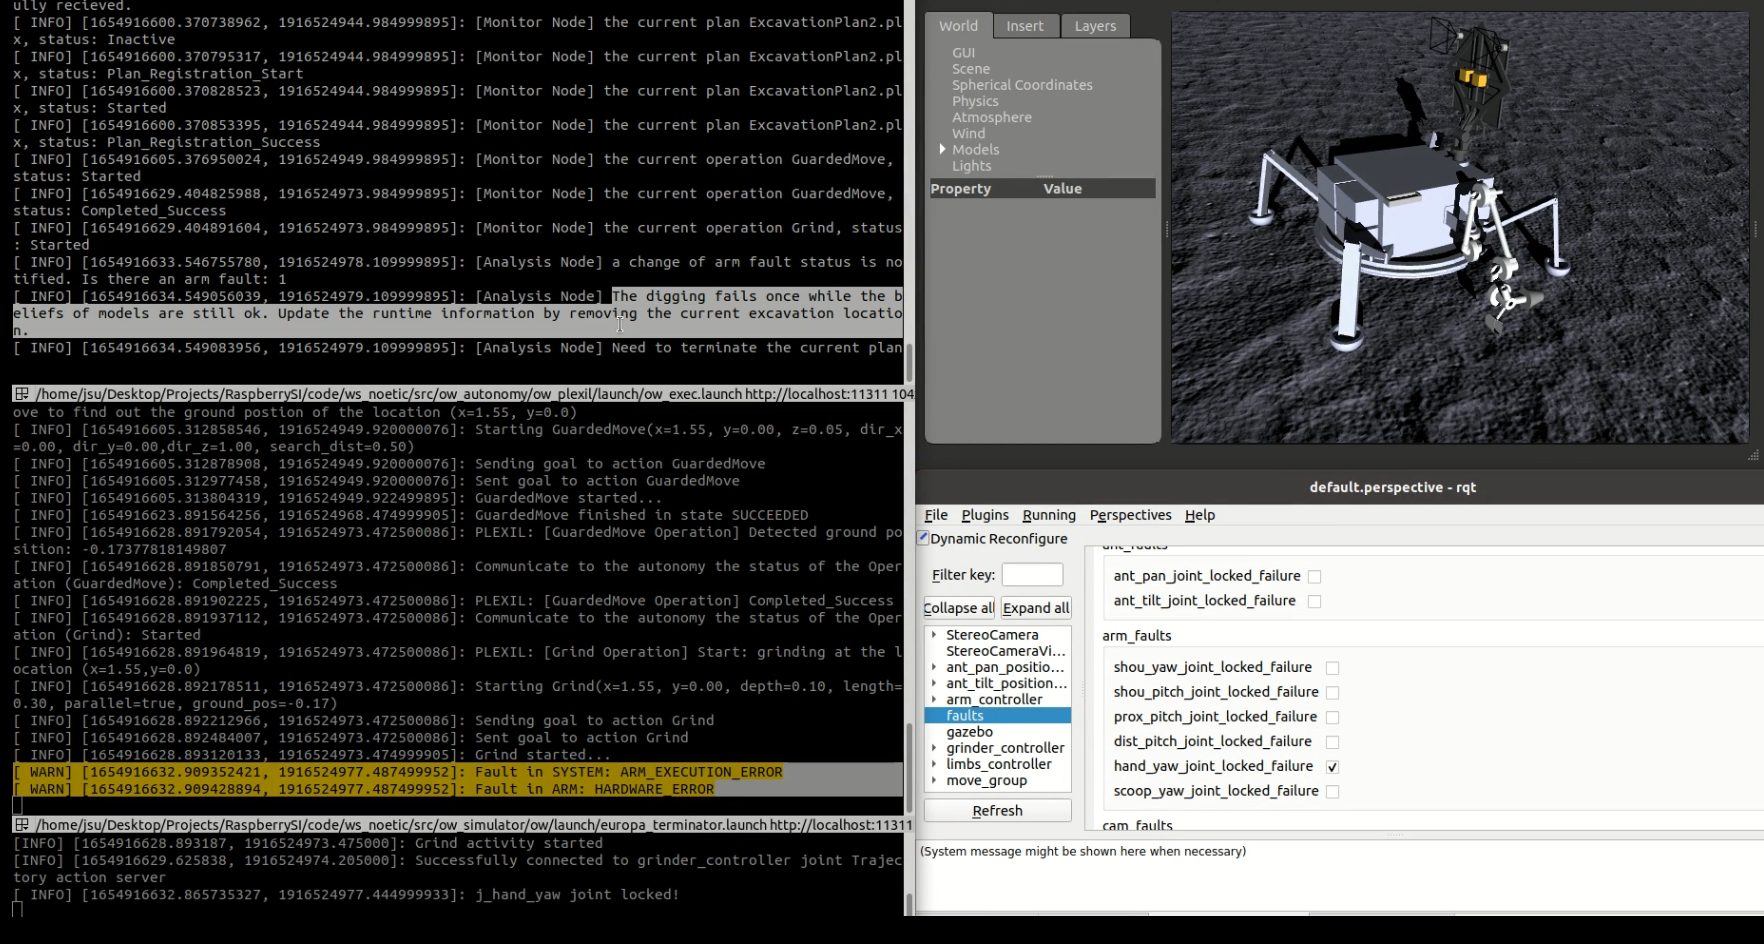 ully recieved.
[ INFO] [1654916600.370738962, 1916524944.984999895]: [Monitor Node] the current plan ExcavationPlan2.pl
x, status: Inactive
[ INFO] [1654916600.370795317, 1916524944.984999895]: [Monitor Node] the current plan ExcavationPlan2.pl
x, status: Plan_Registration_Start
[ INFO] [1654916600.370828523, 1916524944.984999895]: [Monitor Node] the current plan ExcavationPlan2.pl
x, status: Started
[ INFO] [1654916600.370853395, 1916524944.984999895]: [Monitor Node] the current plan ExcavationPlan2.pl
x, status: Plan_Registration_Success
[ INFO] [1654916605.376950024, 1916524949.984999895]: [Monitor Node] the current operation GuardedMove,
status: Started
[ INFO] [1654916629.404825988, 1916524973.984999895]: [Monitor Node] the current operation GuardedMove,
status: Completed_Success
[ INFO] [1654916629.404891604, 1916524973.984999895]: [Monitor Node] the current operation Grind, status
: Started
[ INFO] [1654916633.546755780, 1916524978.109999895]: [Analysis Node] a change of arm fault status is no
tified. Is there an arm fault: 1
[ INFO] [1654916634.549056039, 1916524979.109999895]: [Analysis Node] The digging fails once while the b
eliefs of models are still ok. Update the runtime information by removing the current excavation locatio
n.
[ INFO] [1654916634.549083956, 1916524979.109999895]: [Analysis Node] Need to terminate the current plan
/home/jsu/Desktop/Projects/RaspberrySI/code/ws_noetic/src/ow_autonomy/ow_plexil/launch/ow_exec.launch http://localhost:11311 104
ove to find out the ground postion of the location (x=1.55, y=0.0)
[ INFO] [1654916605.312858546, 1916524949.920000076]: Starting GuardedMove(x=1.55, y=0.00, z=0.05, dir_x
=0.00, dir_y=0.00,dir_z=1.00, search_dist=0.50)
[ INFO] [1654916605.312878908, 1916524949.920000076]: Sending goal to action GuardedMove
[ INFO] [1654916605.312977458, 1916524949.920000076]: Sent goal to action GuardedMove
[ INFO] [1654916605.313804319, 1916524949.922499895]: GuardedMove started...
[ INFO] [1654916623.891564256, 1916524968.474999905]: GuardedMove finished in state SUCCEEDED
[ INFO] [1654916628.891792054, 1916524973.472500086]: PLEXIL: [GuardedMove Operation] Detected ground po
sition: -0.17377818149807
[ INFO] [1654916628.891850791, 1916524973.472500086]: Communicate to the autonomy the status of the Oper
ation (GuardedMove): Completed_Success
[ INFO] [1654916628.891902225, 1916524973.472500086]: PLEXIL: [GuardedMove Operation] Completed_Success
[ INFO] [1654916628.891937112, 1916524973.472500086]: Communicate to the autonomy the status of the Oper
ation (Grind): Started
[ INFO] [1654916628.891964819, 1916524973.472500086]: PLEXIL: [Grind Operation] Start: grinding at the l
ocation (x=1.55,y=0.0)
[ INFO] [1654916628.892178511, 1916524973.472500086]: Starting Grind(x=1.55, y=0.00, depth=0.10, length=
0.30, parallel=true, ground_pos=-0.17)
[ INFO] [1654916628.892212966, 1916524973.472500086]: Sending goal to action Grind
[ INFO] [1654916628.892484007, 1916524973.472500086]: Sent goal to action Grind
[ INFO] [1654916628.893120133, 1916524973.474999905]: Grind started...
[ WARN] [1654916632.909352421, 1916524977.487499952]: Fault in SYSTEM: ARM_EXECUTION_ERROR
[ WARN] [1654916632.909428894, 1916524977.487499952]: Fault in ARM: HARDWARE_ERROR
/home/jsu/Desktop/Projects/RaspberrySI/code/ws_noetic/src/ow_simulator/ow/launch/europa_terminator.launch http://localhost:11311
[INFO] [1654916628.893187, 1916524973.475000]: Grind activity started
[INFO] [1654916629.625838, 1916524974.205000]: Successfully connected to grinder_controller joint Trajec
tory action server
[ INFO] [1654916632.865735327, 1916524977.444999933]: j_hand_yaw joint locked!
World Insert Layers
GUI
Scene
Spherical Coordinates
Physics
Atmosphere
Wind
Models
Lights
Property Value
default.perspective - rqt
File Plugins Running Perspectives Help
Dynamic Reconfigure
Filter key:
Collapse all Expand all
StereoCamera
StereoCameraVi...
ant_pan_positio...
ant_tilt_position...
arm_controller
faults
gazebo
grinder_controller
limbs_controller
move_group
Refresh
ant_faults
ant_pan_joint_locked_failure
ant_tilt_joint_locked_failure
arm_faults
shou_yaw_joint_locked_failure
shou_pitch_joint_locked_failure
prox_pitch_joint_locked_failure
dist_pitch_joint_locked_failure
hand_yaw_joint_locked_failure
scoop_yaw_joint_locked_failure
cam_faults
(System message might be shown here when necessary)